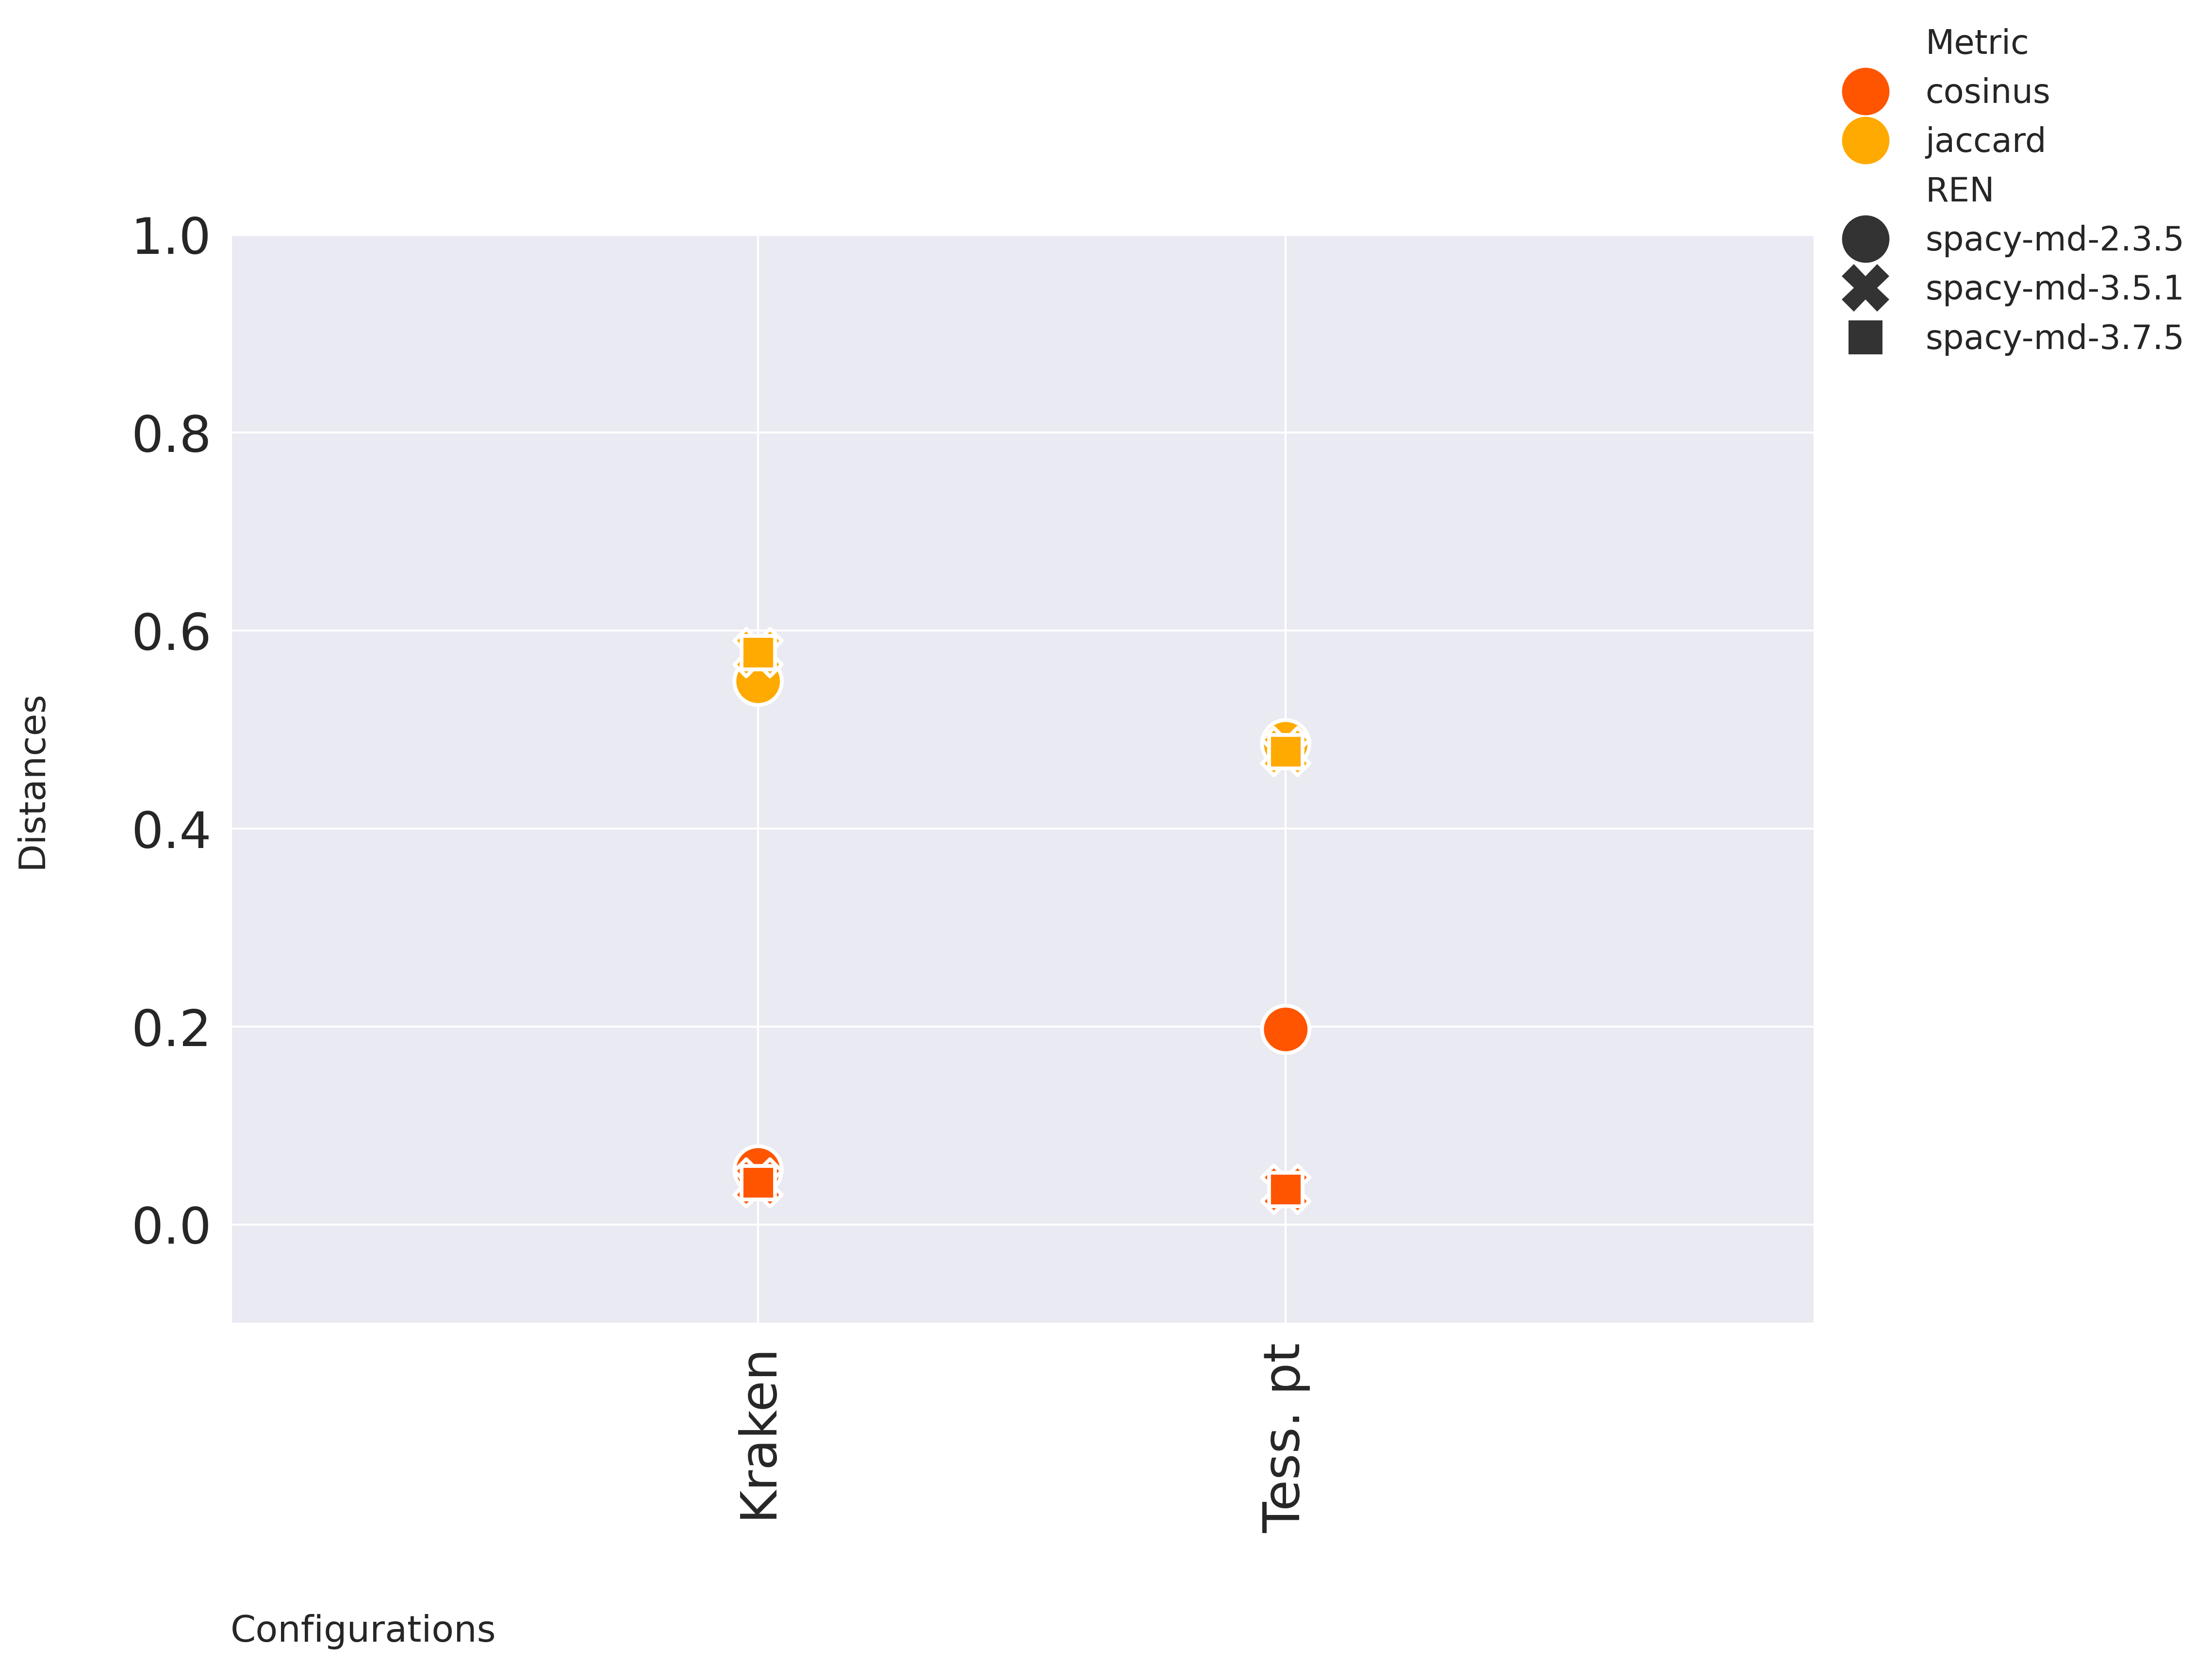 Metric
cosinus
jaccard
REN
spacy-md-2.3.5
spacy-md-3.5.1
spacy-md-3.7.5
1.0
0.8
0.6
0.4
0.2
0.0
Distances
Kraken
Tess. pt
Configurations